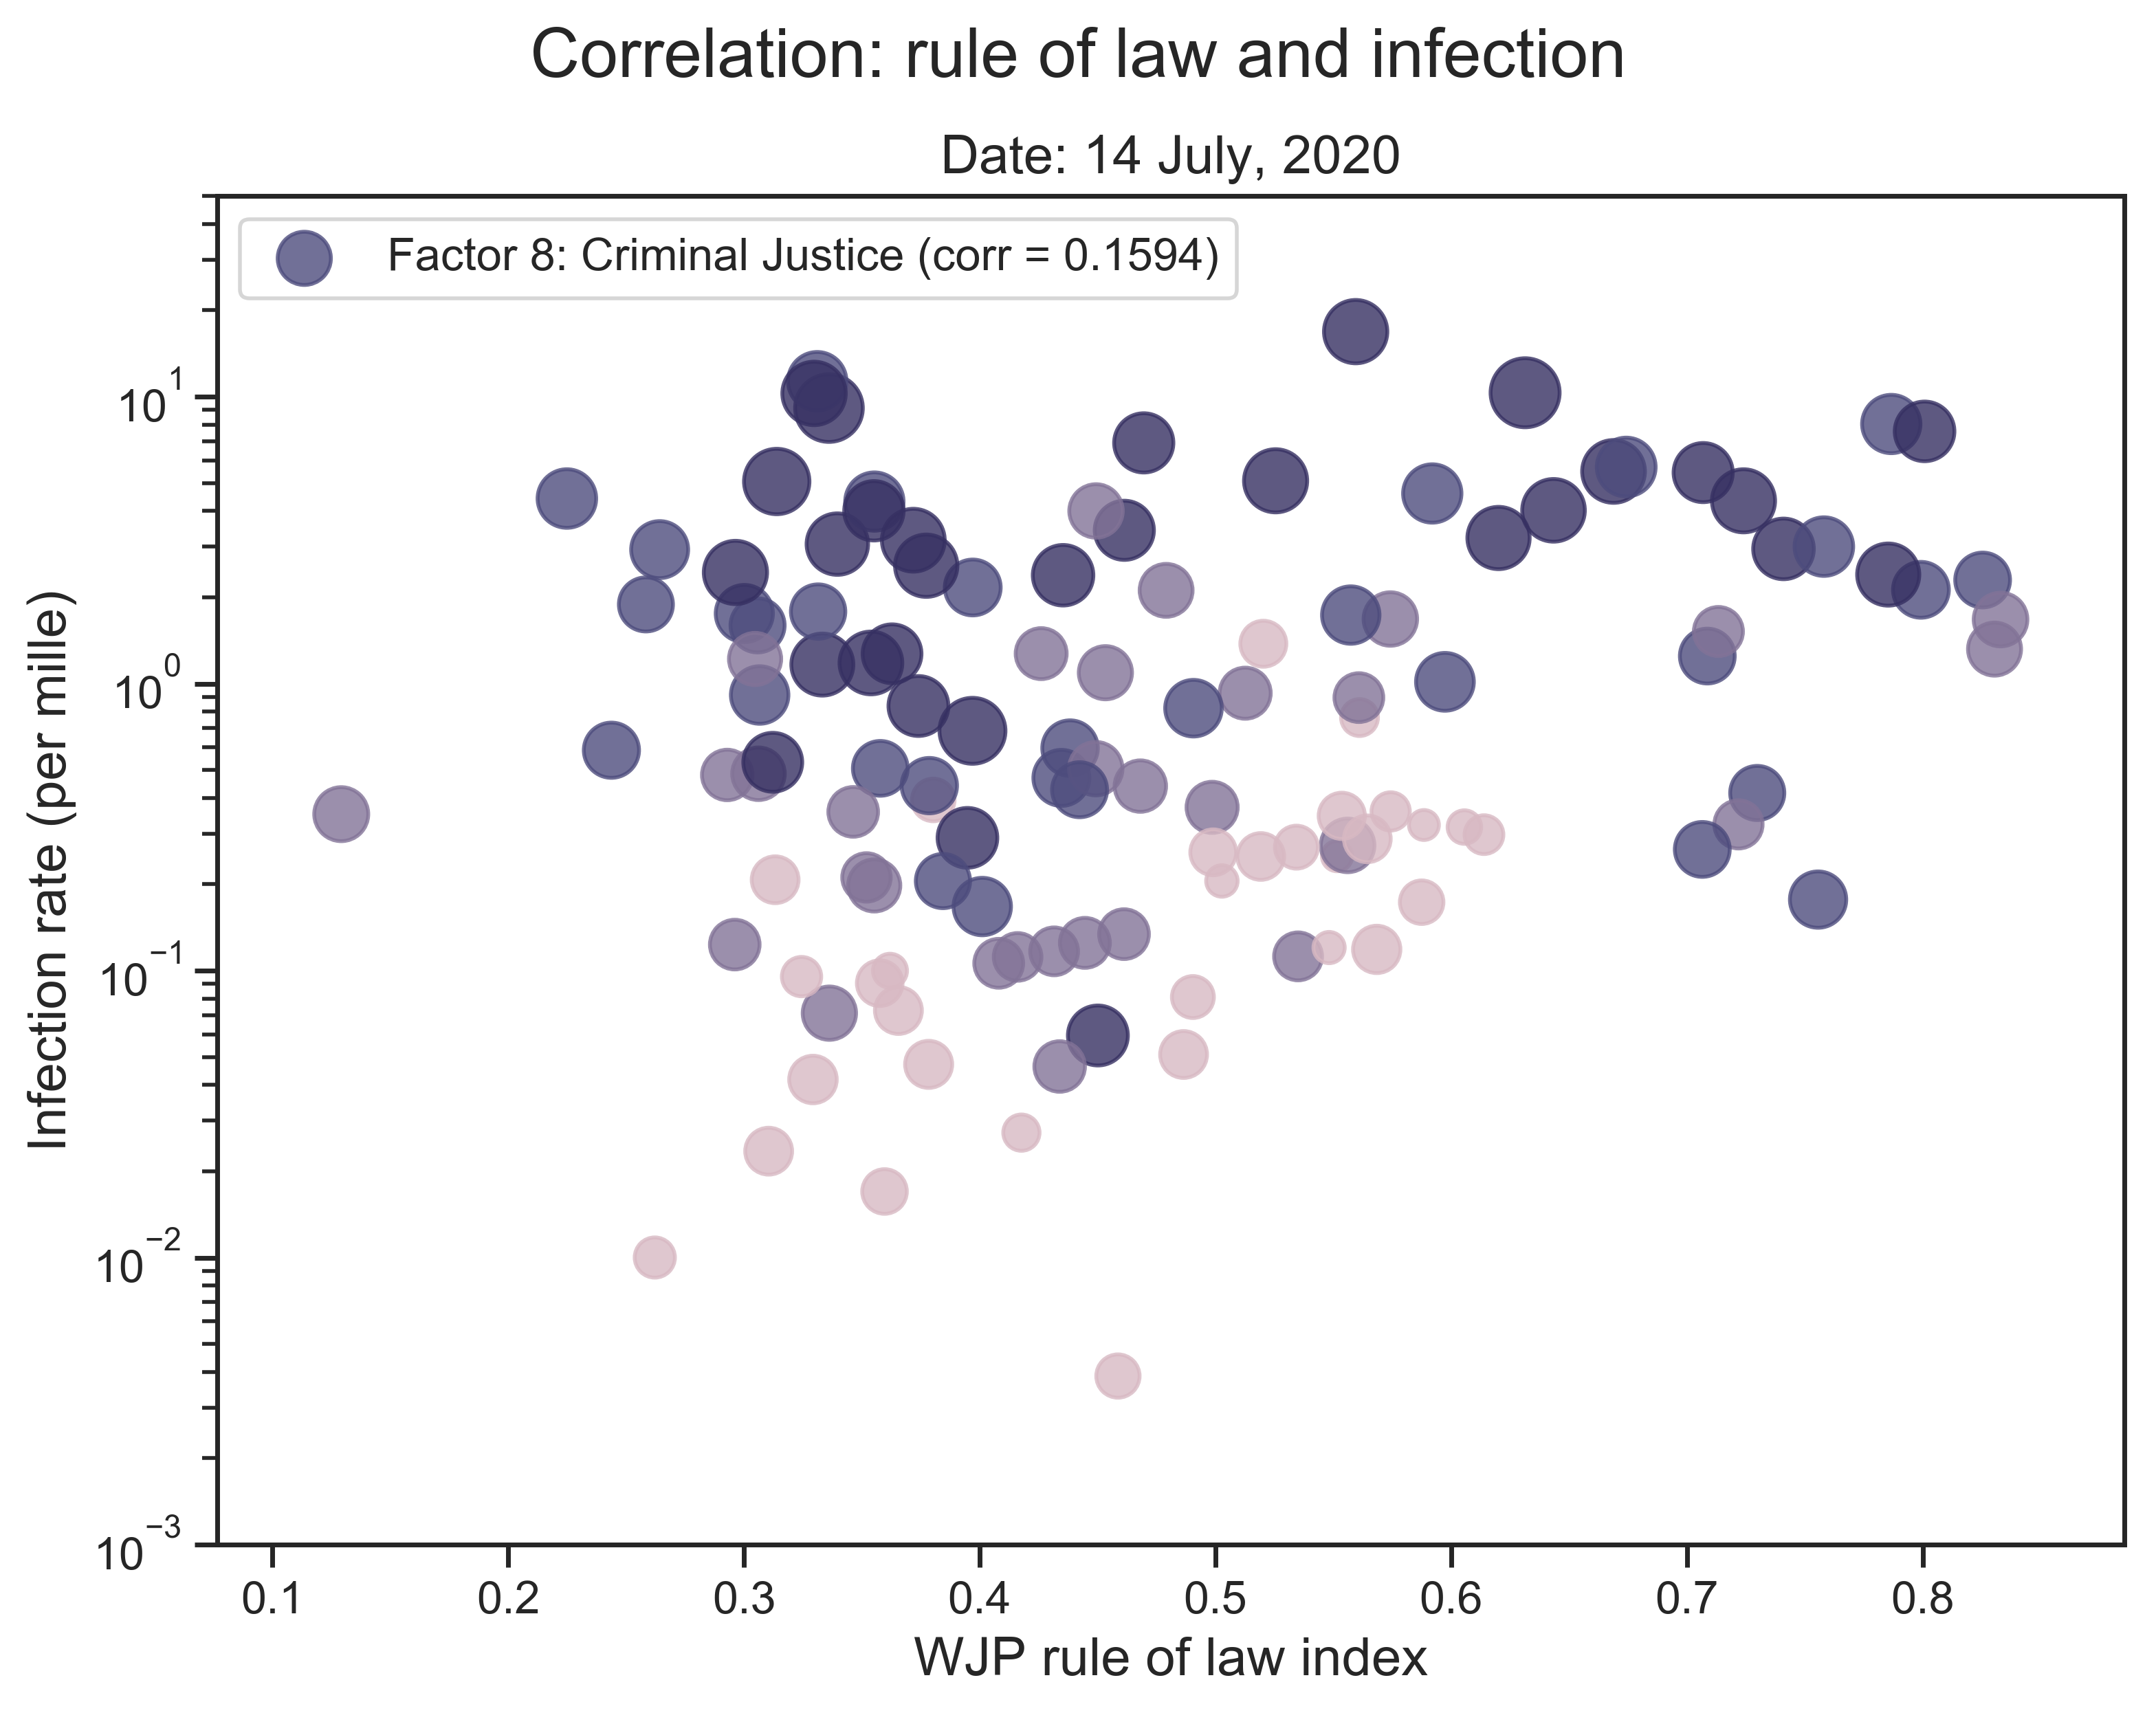 Correlation: rule of law and infection
Date: 14 July, 2020
Factor 8: Criminal Justice (corr = 0.1594)
Infection rate (per mille)
10^1
10^0
10^−1
10^−2
10^−3
0.1 0.2 0.3 0.4 0.5 0.6 0.7 0.8
WJP rule of law index